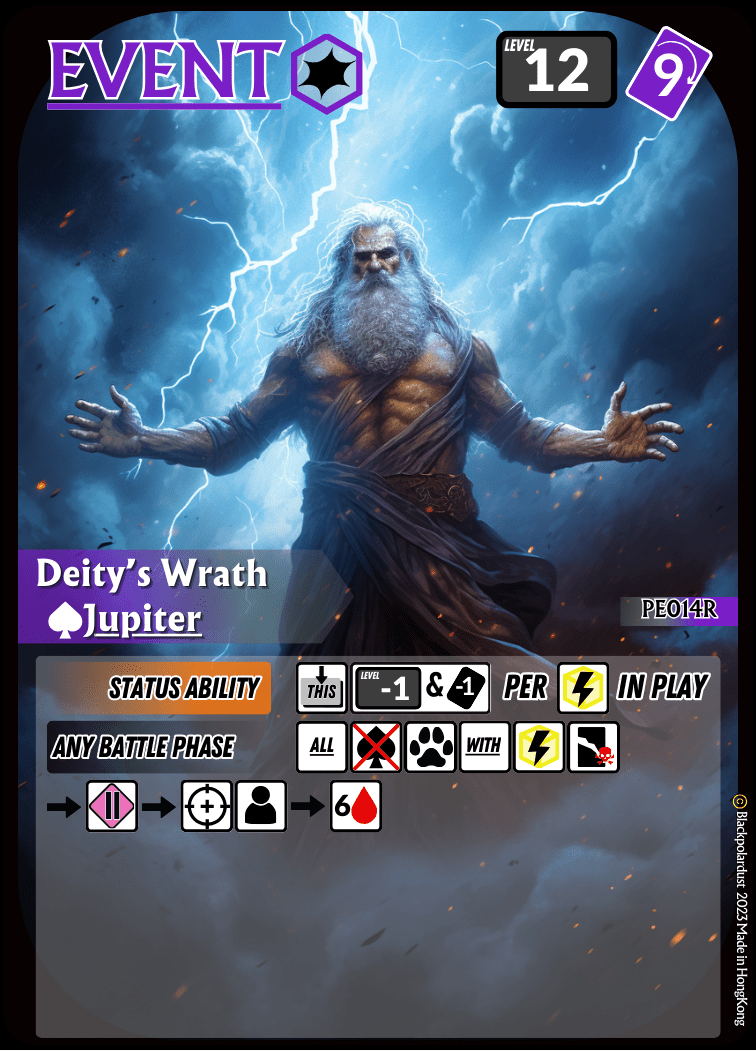 EVENT
LEVEL 12
9
Deity's Wrath
Jupiter
PE014R
STATUS ABILITY THIS LEVEL -1 & -1 PER IN PLAY
ANY BATTLE PHASE ALL WITH
6
© Blackpolardust 2023 Made in HongKong